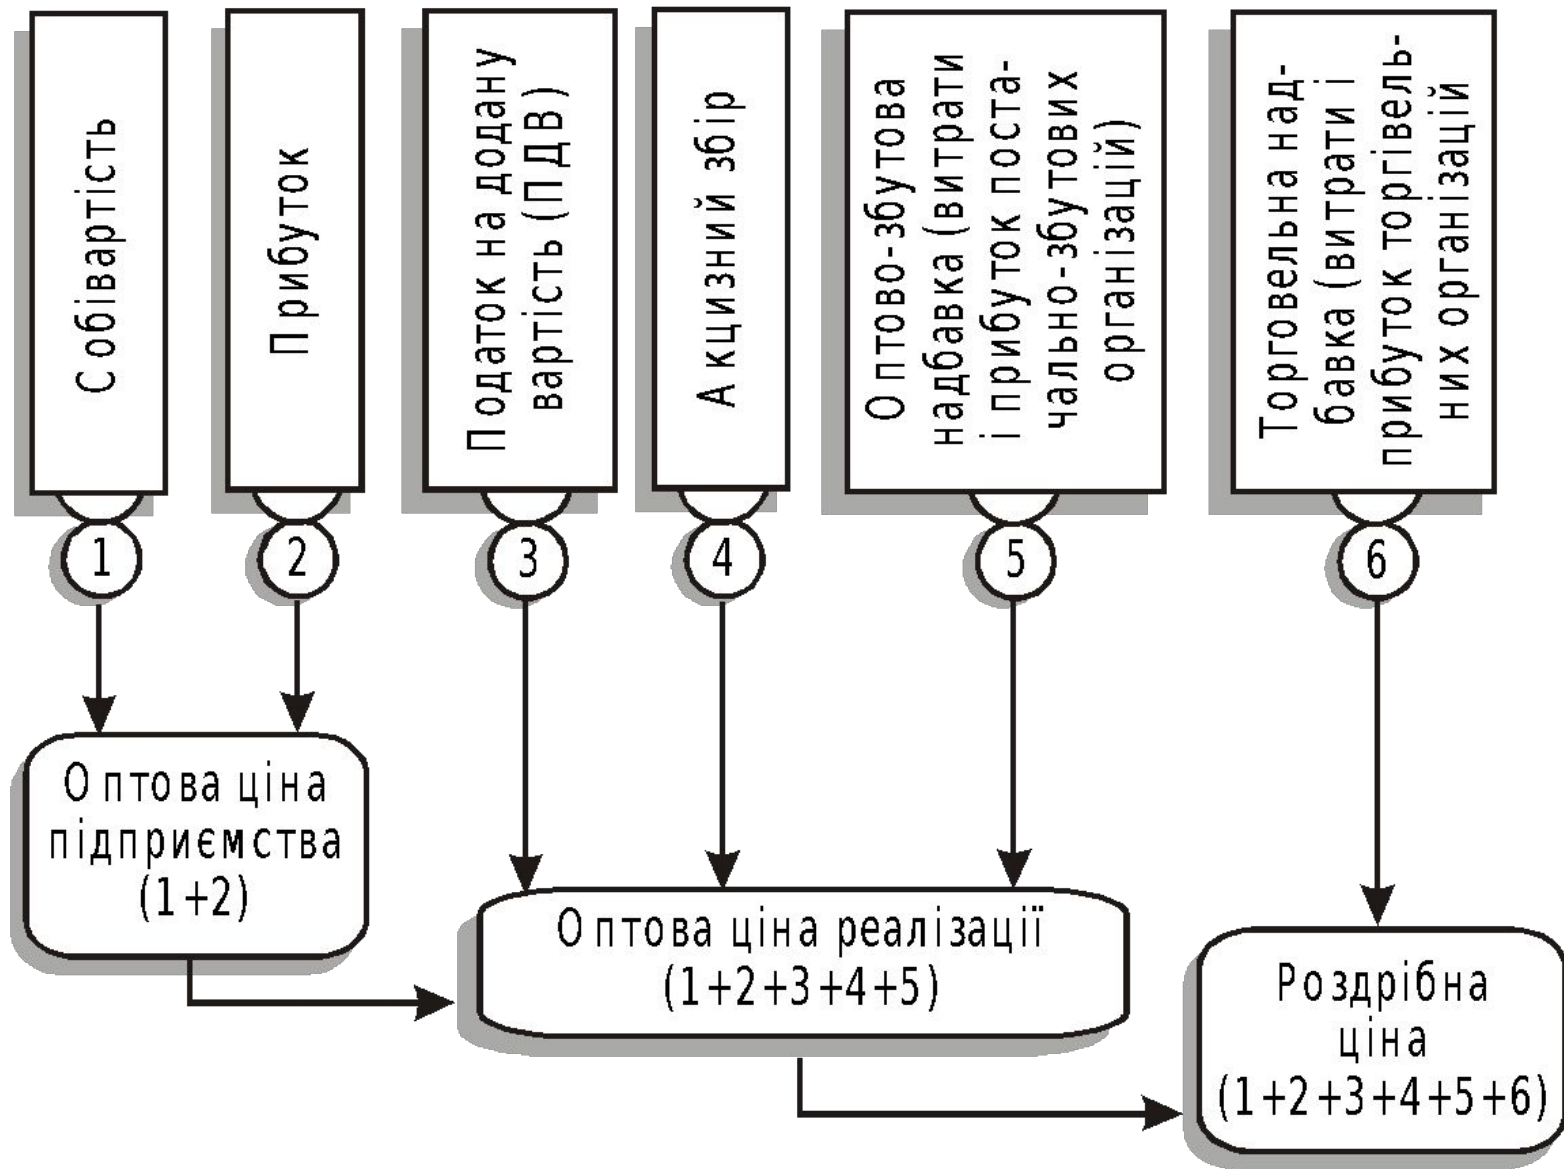 Собівартість
Прибуток
Податок на додану
вартість (ПДВ)
Акцизний збір
Оптово-збутова
надбавка (витрати
і прибуток поста-
чально-збутових
організацій)
Торговельна над-
бавка (витрати і
прибуток торгівель-
них організацій
1
2
3
4
5
6
Оптова ціна
підприємства
(1+2)
Оптова ціна реалізації
(1+2+3+4+5)
Роздрібна
ціна
(1+2+3+4+5+6)